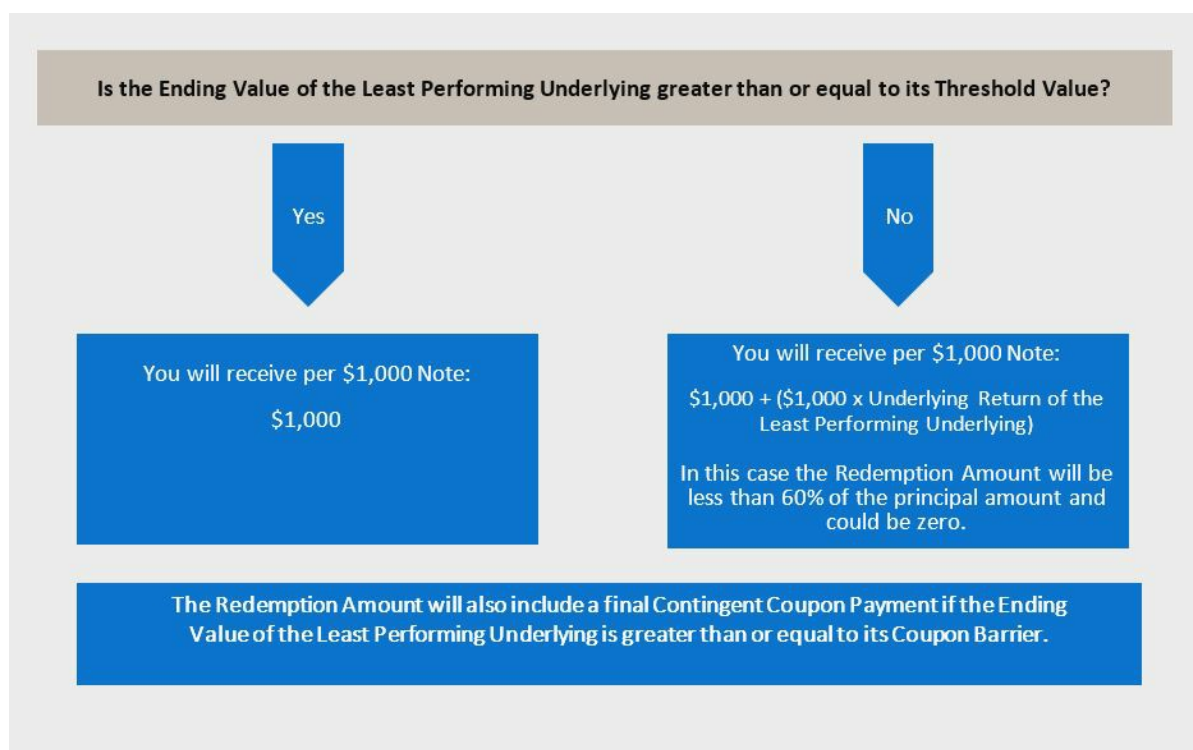 Is the Ending Value of the Least Performing Underlying greater than or equal to its Threshold Value?
Yes
No
You will receive per $1,000 Note:
$1,000
You will receive per $1,000 Note:
$1,000 + ($1,000 x Underlying Return of the
Least Performing Underlying)
In this case the Redemption Amount will be
less than 60% of the principal amount and
could be zero.
The Redemption Amount will also include a final Contingent Coupon Payment if the Ending
Value of the Least Performing Underlying is greater than or equal to its Coupon Barrier.